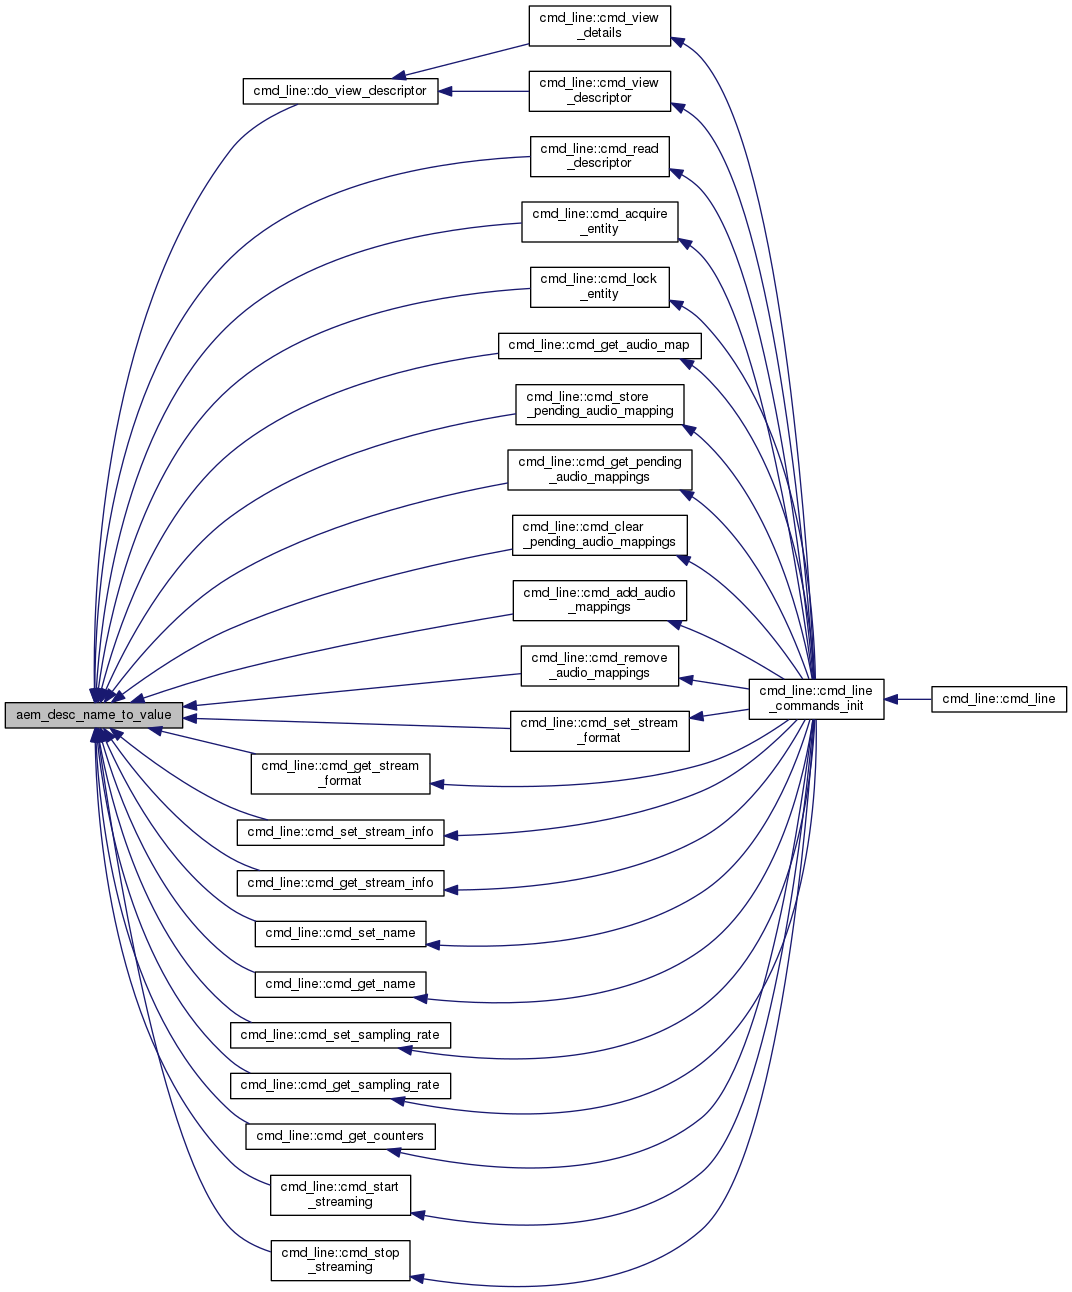 cmd_line::cmd_view
_details
cmd_line::do_view_descriptor
cmd_line::cmd_view
_descriptor
cmd_line::cmd_read
_descriptor
cmd_line::cmd_acquire
_entity
cmd_line::cmd_lock
_entity
cmd_line::cmd_get_audio_map
cmd_line::cmd_store
_pending_audio_mapping
cmd_line::cmd_get_pending
_audio_mappings
cmd_line::cmd_clear
_pending_audio_mappings
cmd_line::cmd_add_audio
_mappings
cmd_line::cmd_remove
_audio_mappings
aem_desc_name_to_value
cmd_line::cmd_set_stream
_format
cmd_line::cmd_line
_commands_init
cmd_line::cmd_line
cmd_line::cmd_get_stream
_format
cmd_line::cmd_set_stream_info
cmd_line::cmd_get_stream_info
cmd_line::cmd_set_name
cmd_line::cmd_get_name
cmd_line::cmd_set_sampling_rate
cmd_line::cmd_get_sampling_rate
cmd_line::cmd_get_counters
cmd_line::cmd_start
_streaming
cmd_line::cmd_stop
_streaming